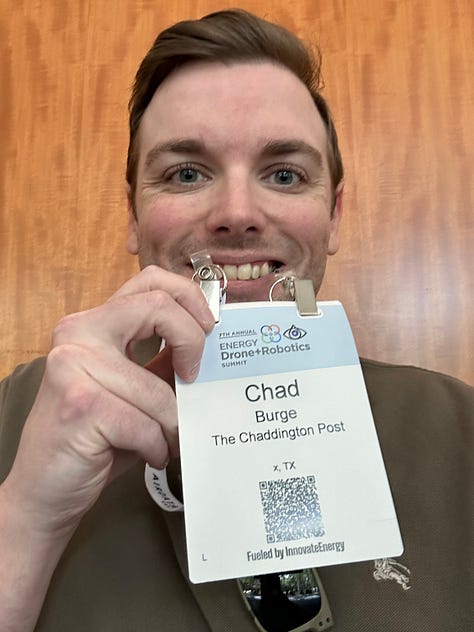 7TH ANNUAL
ENERGY
Drone+Robotics
SUMMIT
Chad
Burge
The Chaddington Post
x, TX
L
Fueled by InnovateEnergy